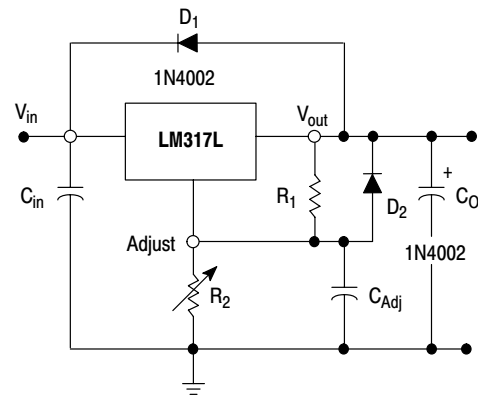 D1
1N4002
Vin
LM317L
Vout
Cin
R1
D2
+
CO
Adjust
1N4002
R2
CAdj